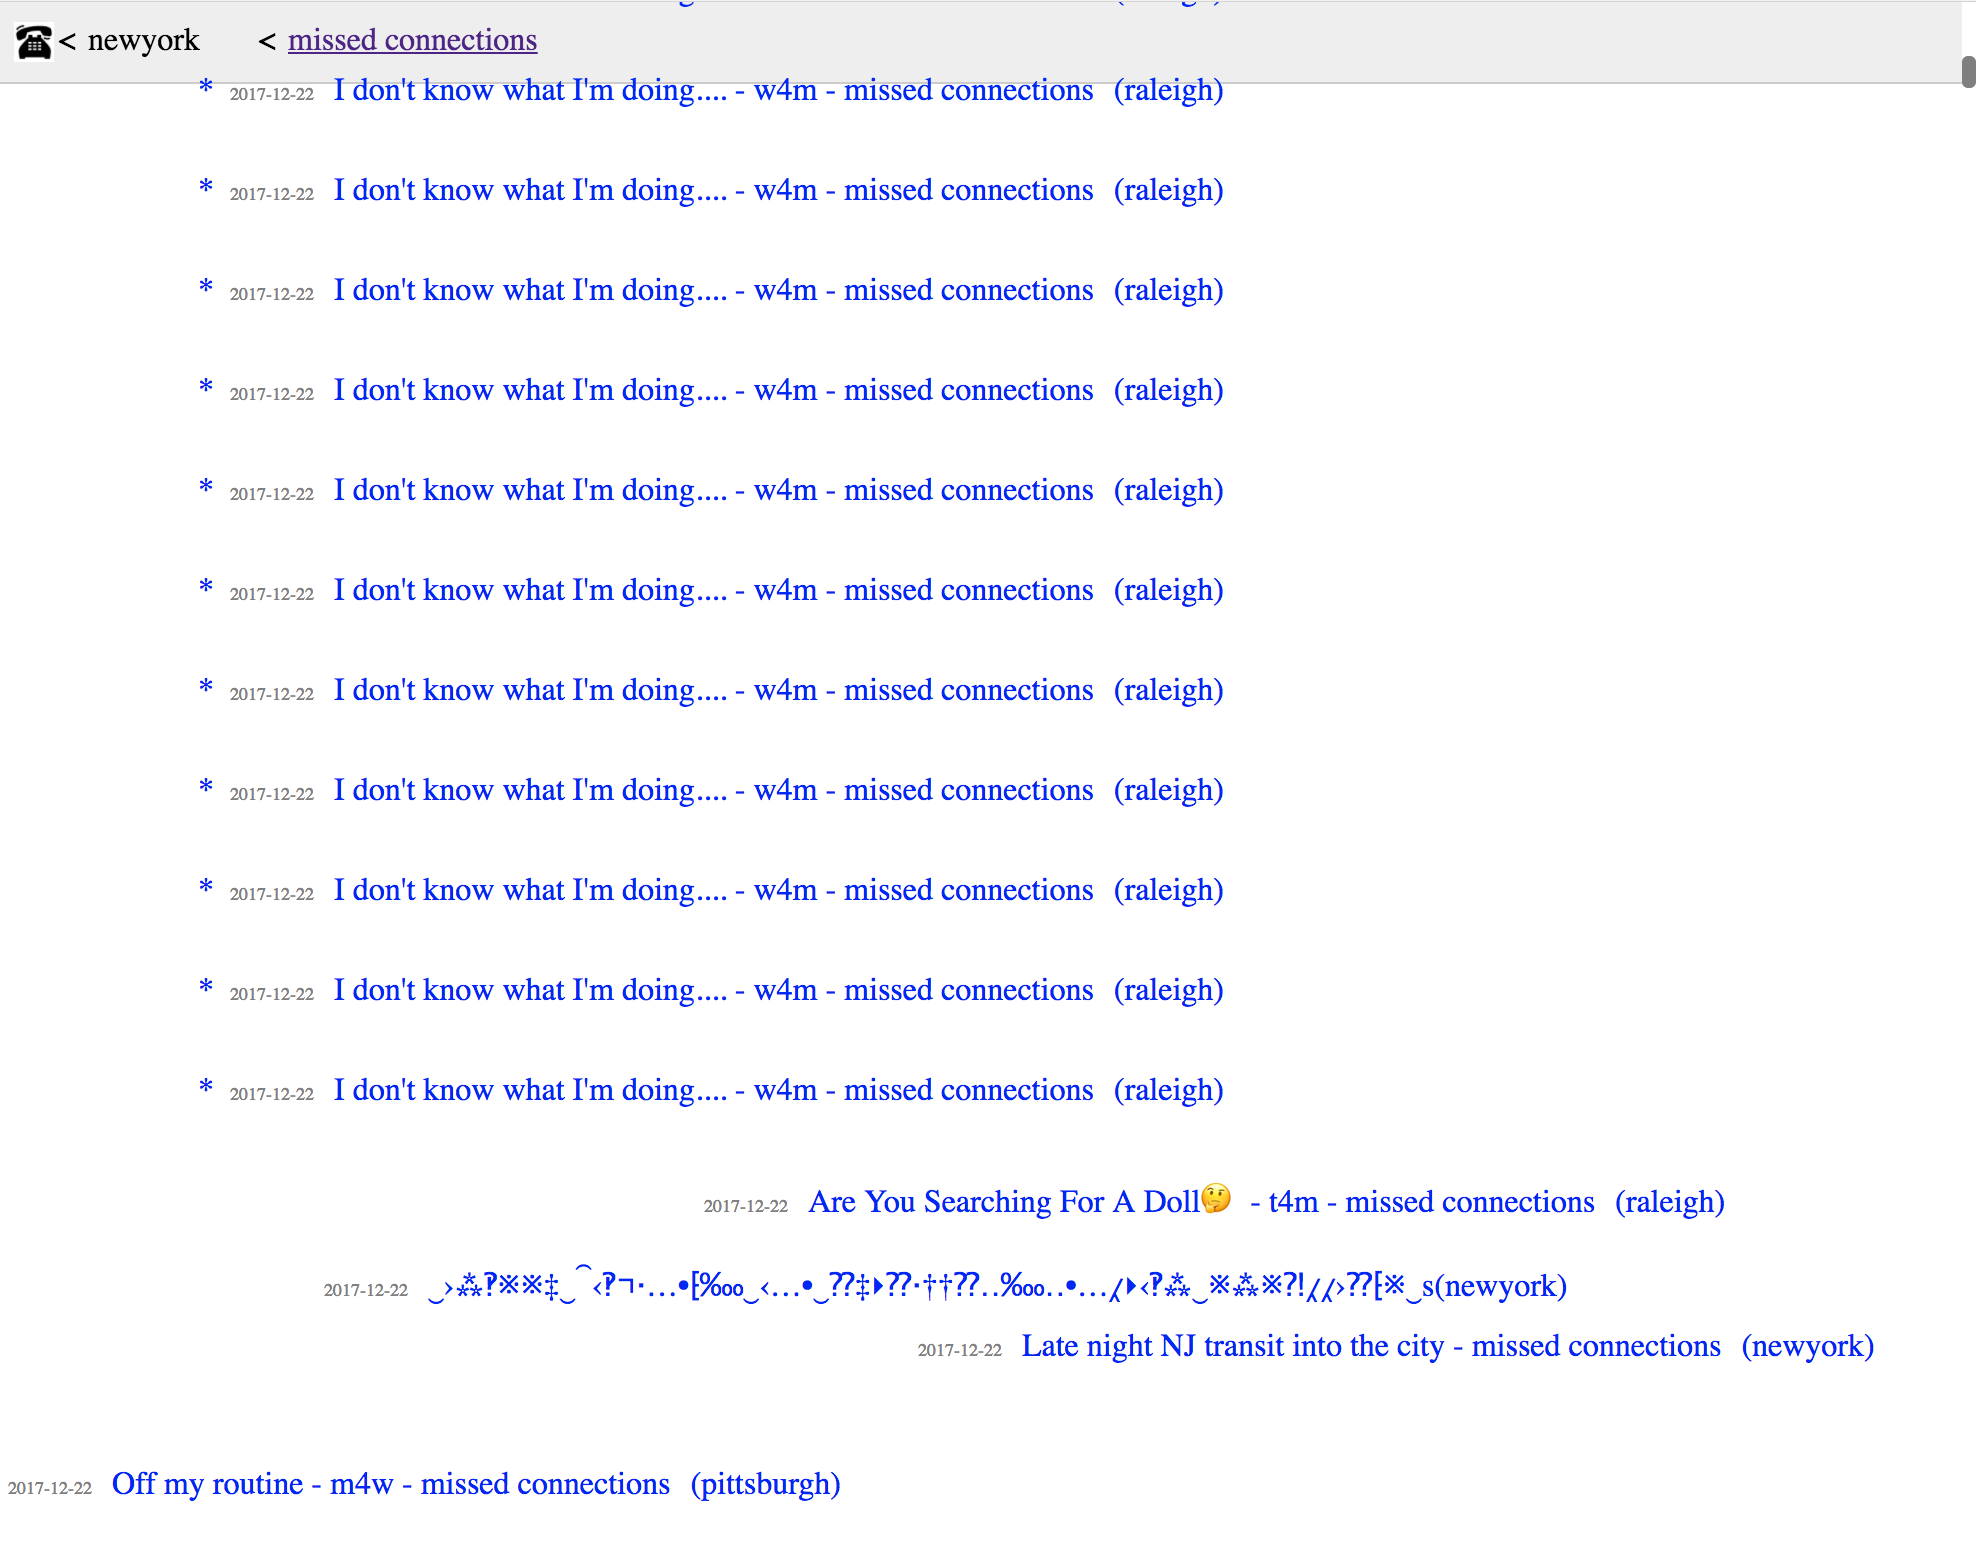 < newyork < missed connections
* 2017-12-22 I don't know what I'm doing.... - w4m - missed connections (raleigh)
* 2017-12-22 I don't know what I'm doing.... - w4m - missed connections (raleigh)
* 2017-12-22 I don't know what I'm doing.... - w4m - missed connections (raleigh)
* 2017-12-22 I don't know what I'm doing.... - w4m - missed connections (raleigh)
* 2017-12-22 I don't know what I'm doing.... - w4m - missed connections (raleigh)
* 2017-12-22 I don't know what I'm doing.... - w4m - missed connections (raleigh)
* 2017-12-22 I don't know what I'm doing.... - w4m - missed connections (raleigh)
* 2017-12-22 I don't know what I'm doing.... - w4m - missed connections (raleigh)
* 2017-12-22 I don't know what I'm doing.... - w4m - missed connections (raleigh)
* 2017-12-22 I don't know what I'm doing.... - w4m - missed connections (raleigh)
* 2017-12-22 I don't know what I'm doing.... - w4m - missed connections (raleigh)
2017-12-22 Are You Searching For A Doll🤔 - t4m - missed connections (raleigh)
2017-12-22 ‿›⁂‽※※‡‿⁀‹‽⁊·…•⁅‰‿‹…•‿⁇‡‣⁇·††⁇‥‰‥•…⁁‣‹‽⁂‿※⁂※⁈⁁⁁›⁇⁅※‿s(newyork)
2017-12-22 Late night NJ transit into the city - missed connections (newyork)
2017-12-22 Off my routine - m4w - missed connections (pittsburgh)